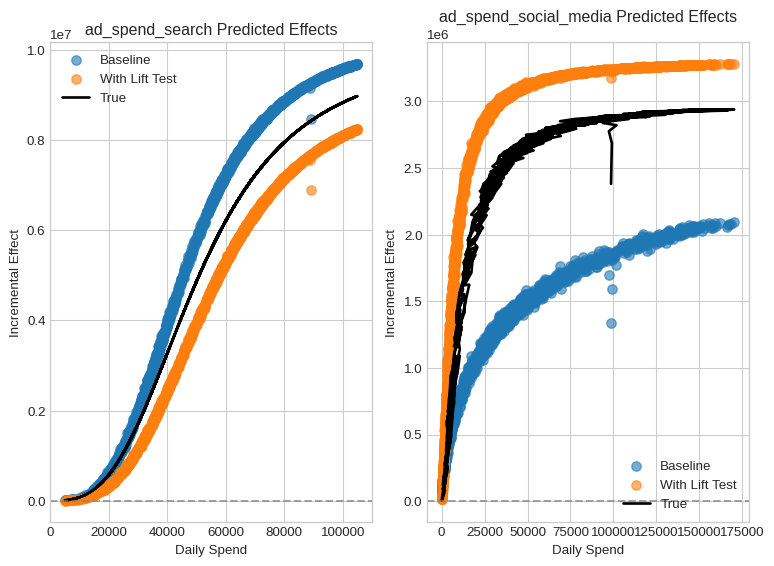 ad_spend_search Predicted Effects
1e7
Baseline
With Lift Test
True
1.0
0.8
0.6
0.4
0.2
0.0
Incremental Effect
0 20000 40000 60000 80000 100000
Daily Spend
ad_spend_social_media Predicted Effects
1e6
3.0
2.5
2.0
1.5
1.0
0.5
0.0
Incremental Effect
Baseline
With Lift Test
True
0 25000 50000 75000 100000 125000 150000 175000
Daily Spend